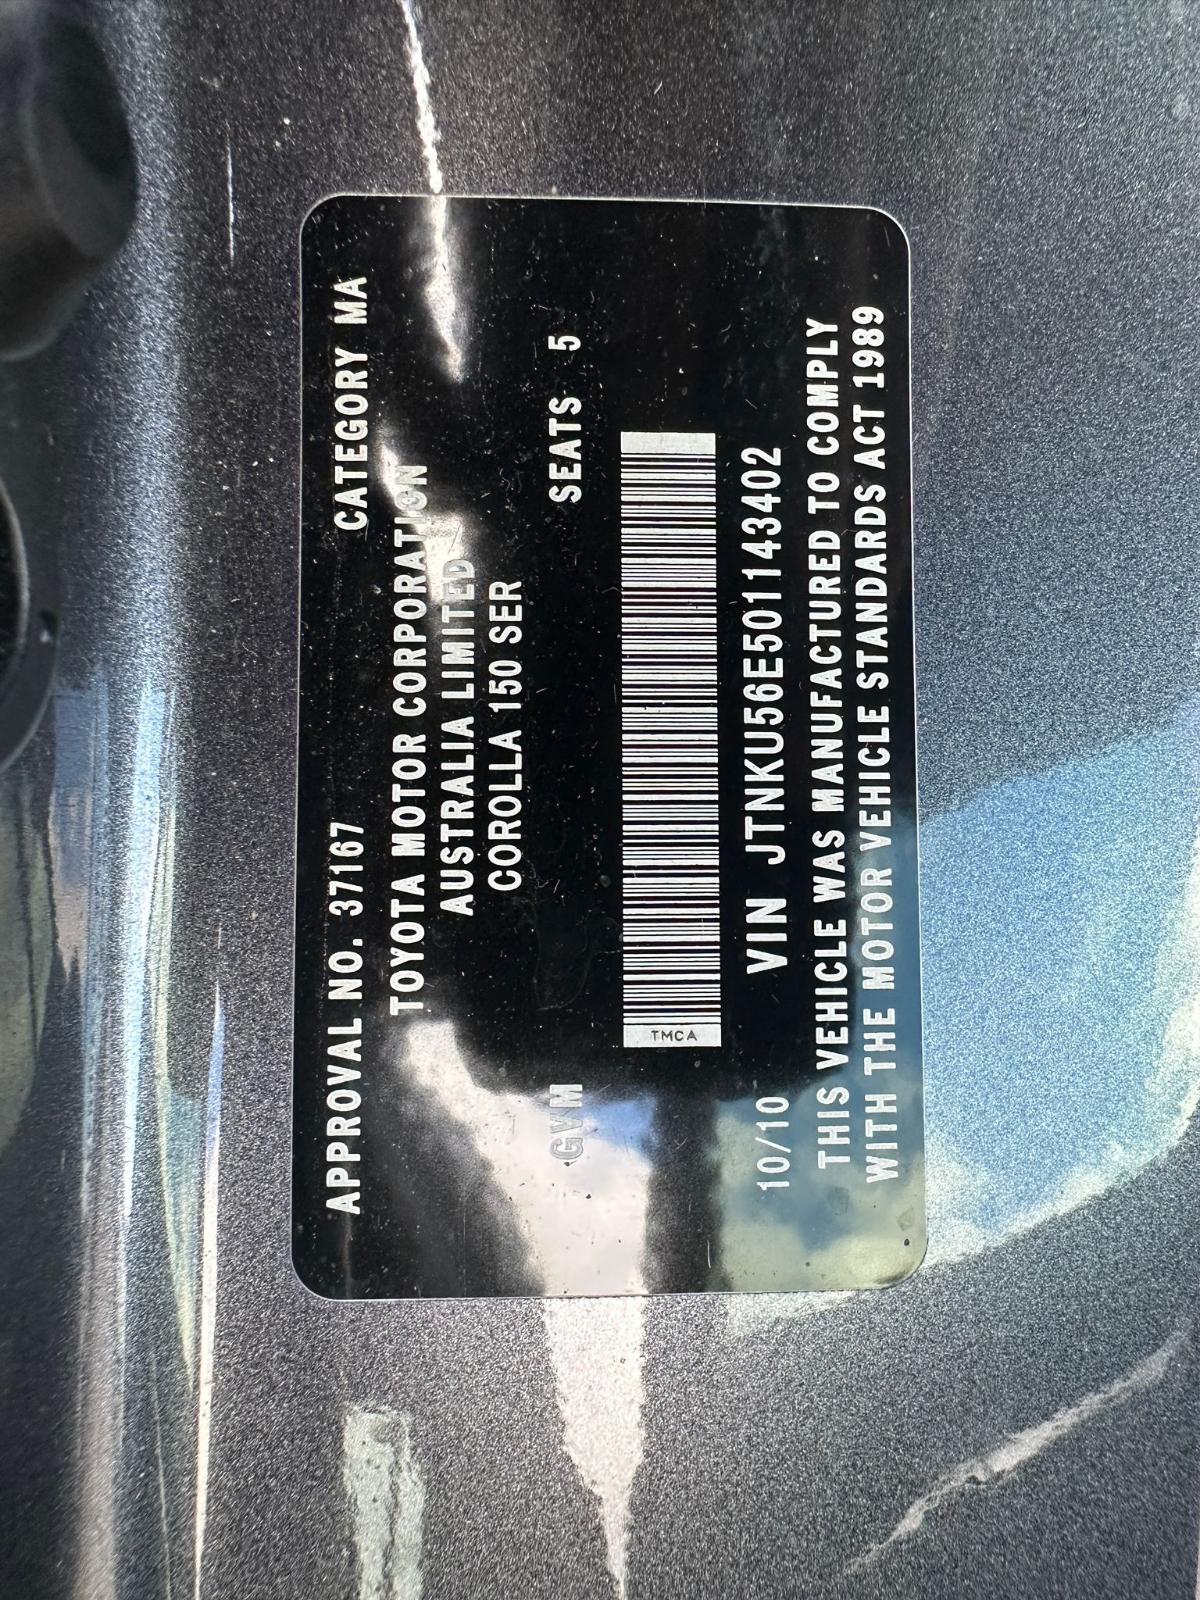 APPROVAL NO. 37167 CATEGORY MA
TOYOTA MOTOR CORPORATION
AUSTRALIA LIMITED
COROLLA 150 SER
GVM SEATS 5
TMCA
10/10 VIN JTNKU56E501143402
THIS VEHICLE WAS MANUFACTURED TO COMPLY
WITH THE MOTOR VEHICLE STANDARDS ACT 1989